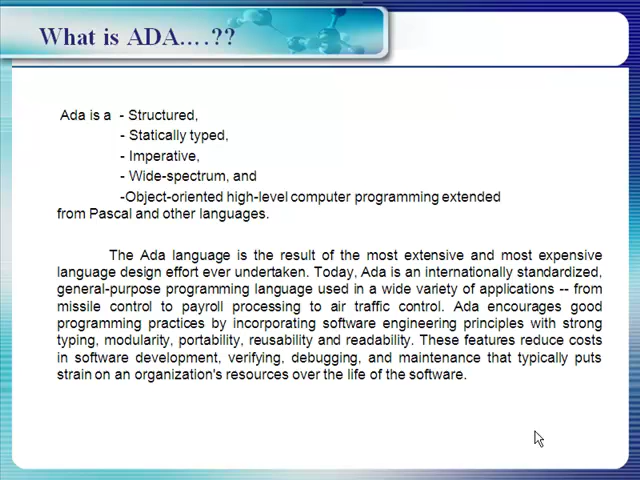 What is ADA….??
Ada is a - Structured,
- Statically typed,
- Imperative,
- Wide-spectrum, and
-Object-oriented high-level computer programming extended
from Pascal and other languages.
The Ada language is the result of the most extensive and most expensive
language design effort ever undertaken. Today, Ada is an internationally standardized,
general-purpose programming language used in a wide variety of applications -- from
missile control to payroll processing to air traffic control. Ada encourages good
programming practices by incorporating software engineering principles with strong
typing, modularity, portability, reusability and readability. These features reduce costs
in software development, verifying, debugging, and maintenance that typically puts
strain on an organization's resources over the life of the software.